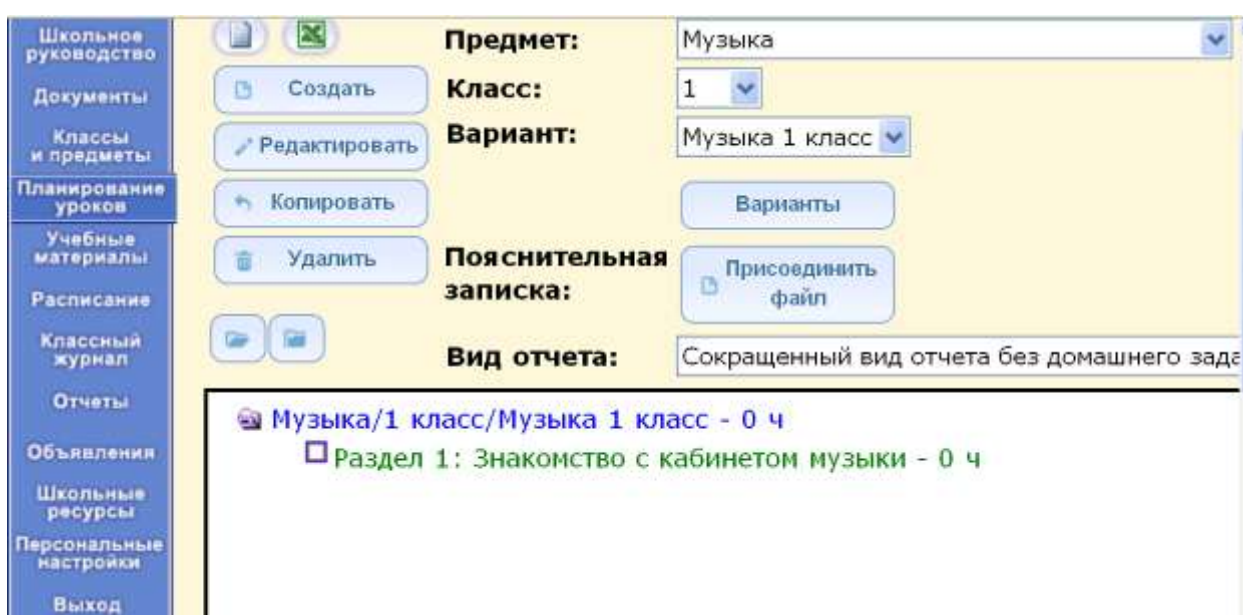 Школьное
руководство
Документы
Классы
и предметы
Планирование
уроков
Учебные
материалы
Расписание
Классный
журнал
Отчеты
Объявления
Школьные
ресурсы
Персональные
настройки
Выход
Создать
Редактировать
Копировать
Удалить
Предмет:
Музыка
Класс:
1
Вариант:
Музыка 1 класс
Варианты
Пояснительная
записка:
Присоединить
файл
Вид отчета:
Сокращенный вид отчета без домашнего зада
Музыка/1 класс/Музыка 1 класс - 0 ч
Раздел 1: Знакомство с кабинетом музыки - 0 ч